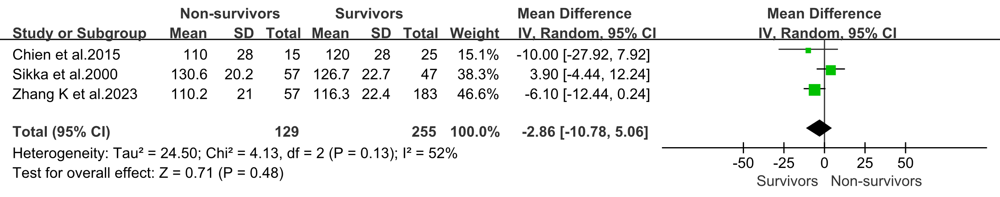 Non-survivors Survivors Mean Difference Mean Difference
Study or Subgroup Mean SD Total Mean SD Total Weight IV, Random, 95% CI IV, Random, 95% CI
Chien et al.2015 110 28 15 120 28 25 15.1% -10.00 [-27.92, 7.92]
Sikka et al.2000 130.6 20.2 57 126.7 22.7 47 38.3% 3.90 [-4.44, 12.24]
Zhang K et al.2023 110.2 21 57 116.3 22.4 183 46.6% -6.10 [-12.44, 0.24]
Total (95% CI) 129 255 100.0% -2.86 [-10.78, 5.06]
Heterogeneity: Tau² = 24.50; Chi² = 4.13, df = 2 (P = 0.13); I² = 52%
Test for overall effect: Z = 0.71 (P = 0.48)
-50 -25 0 25 50
Survivors Non-survivors